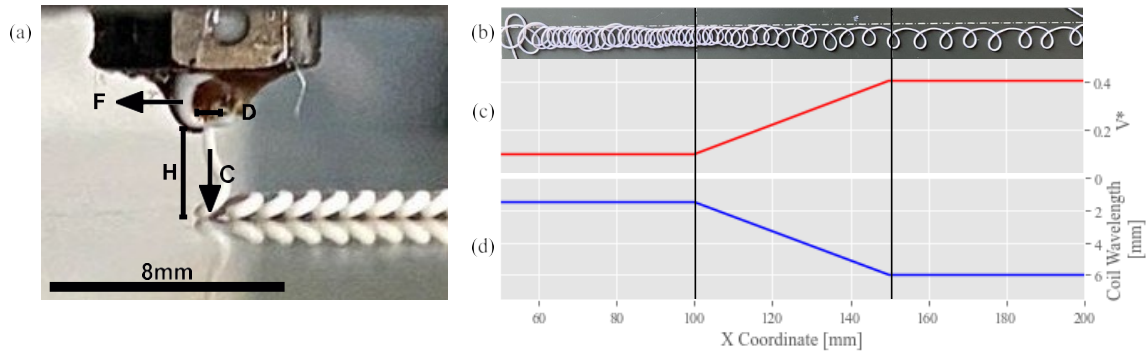 (a)
F
D
H
C
8mm
(b)
(c)
0.4
0.2
V*
(d)
0
2
4
6
Coil Wavelength
[mm]
60
80
100
120
140
160
180
200
X Coordinate [mm]